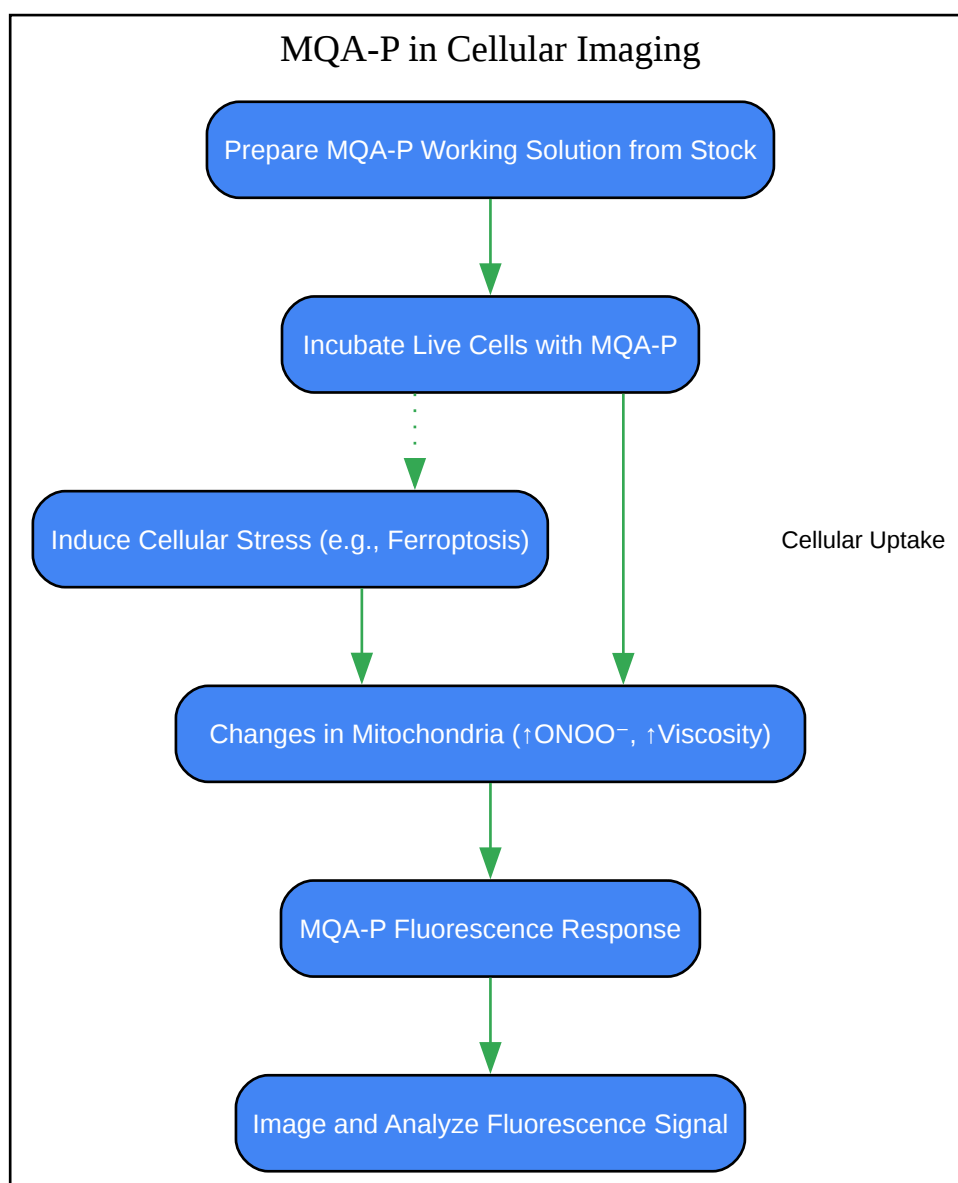 MQA-P in Cellular Imaging
Prepare MQA-P Working Solution from Stock
Incubate Live Cells with MQA-P
Induce Cellular Stress (e.g., Ferroptosis)
Cellular Uptake
Changes in Mitochondria (↑ONOO⁻, ↑Viscosity)
MQA-P Fluorescence Response
Image and Analyze Fluorescence Signal